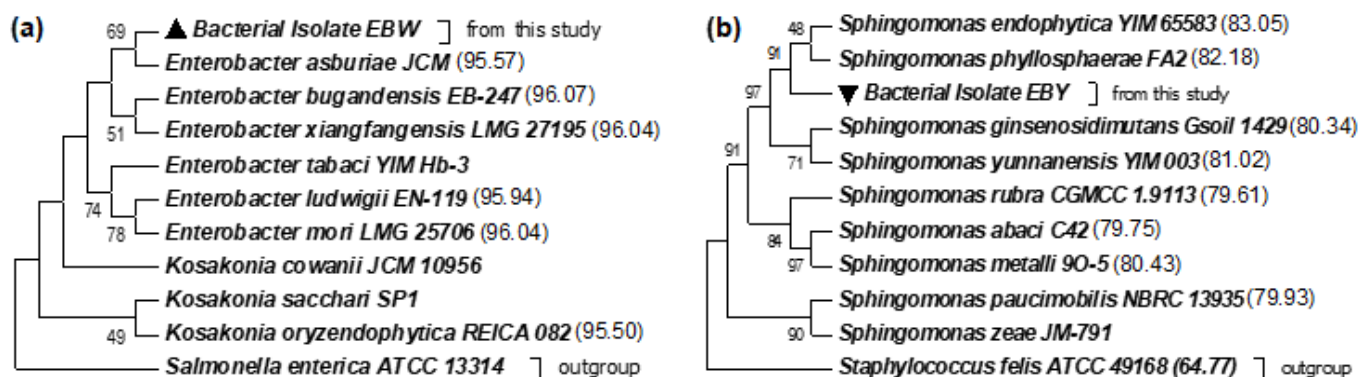 (a)
69
▲ Bacterial Isolate EBW ] from this study
Enterobacter asburiae JCM (95.57)
Enterobacter bugandensis EB-247 (96.07)
51
Enterobacter xiangfangensis LMG 27195 (96.04)
Enterobacter tabaci YIM Hb-3
Enterobacter ludwigii EN-119 (95.94)
74
78
Enterobacter mori LMG 25706 (96.04)
Kosakonia cowanii JCM 10956
Kosakonia sacchari SP1
49
Kosakonia oryzendophytica REICA 082 (95.50)
Salmonella enterica ATCC 13314 ] outgroup
(b)
48
Sphingomonas endophytica YIM 65583 (83.05)
91
Sphingomonas phyllosphaerae FA2 (82.18)
97
▼ Bacterial Isolate EBY ] from this study
Sphingomonas ginsenosidimutans Gsoil 1429 (80.34)
91
71
Sphingomonas yunnanensis YIM 003 (81.02)
Sphingomonas rubra CGMCC 1.9113 (79.61)
Sphingomonas abaci C42 (79.75)
84
97
Sphingomonas metalli 9O-5 (80.43)
Sphingomonas paucimobilis NBRC 13935 (79.93)
90
Sphingomonas zeae JM-791
Staphylococcus felis ATCC 49168 (64.77) ] outgroup